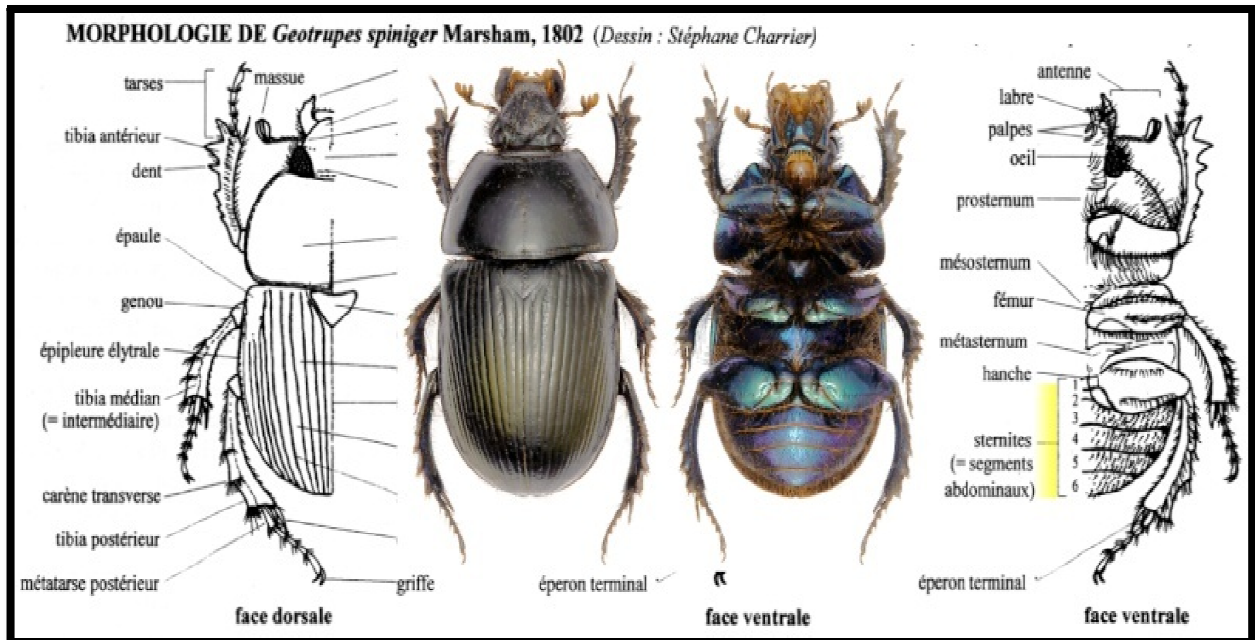 MORPHOLOGIE DE Geotrupes spiniger Marsham, 1802 (Dessin : Stéphane Charrier)
tarses
massue
tibia antérieur
dent
épaule
genou
épipleure élytrale
tibia médian
(= intermédiaire)
carène transverse
tibia postérieur
métatarse postérieur
griffe
face dorsale
éperon terminal
face ventrale
antenne
labre
palpes
oeil
prosternum
mésosternum
fémur
métasternum
hanche
1
2
3
4
5
6
sternites
(= segments
abdominaux)
éperon terminal
face ventrale